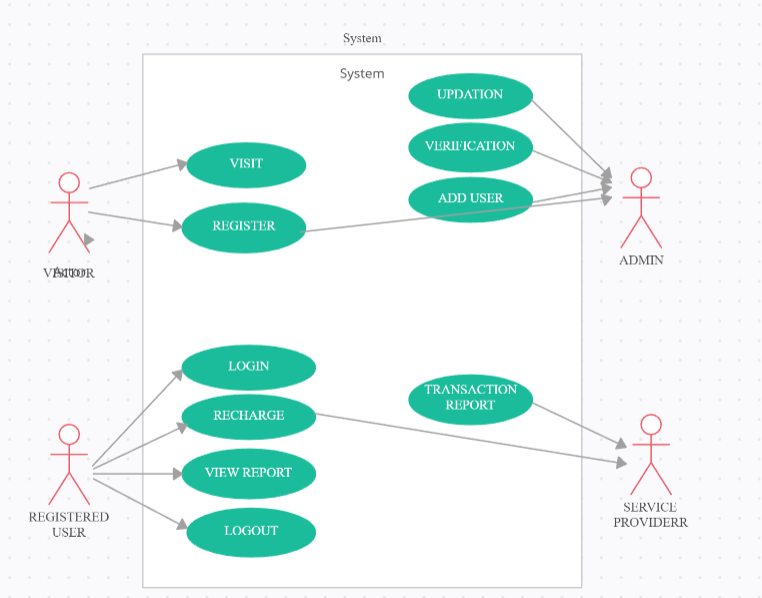 System
System
UPDATION
VERIFICATION
ADD USER
VISIT
REGISTER
VISITOR
ADMIN
LOGIN
RECHARGE
VIEW REPORT
LOGOUT
TRANSACTION
REPORT
REGISTERED
USER
SERVICE
PROVIDERR